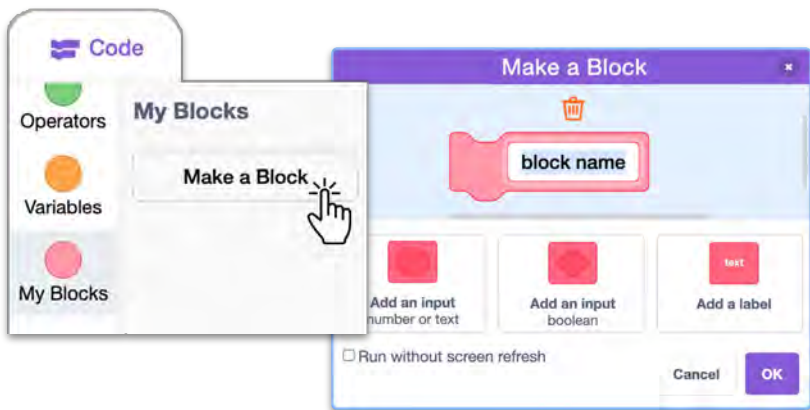 Code
Operators
Variables
My Blocks
My Blocks
Make a Block
Make a Block
block name
text
Add an input
number or text
Add an input
boolean
Add a label
Run without screen refresh
Cancel
OK